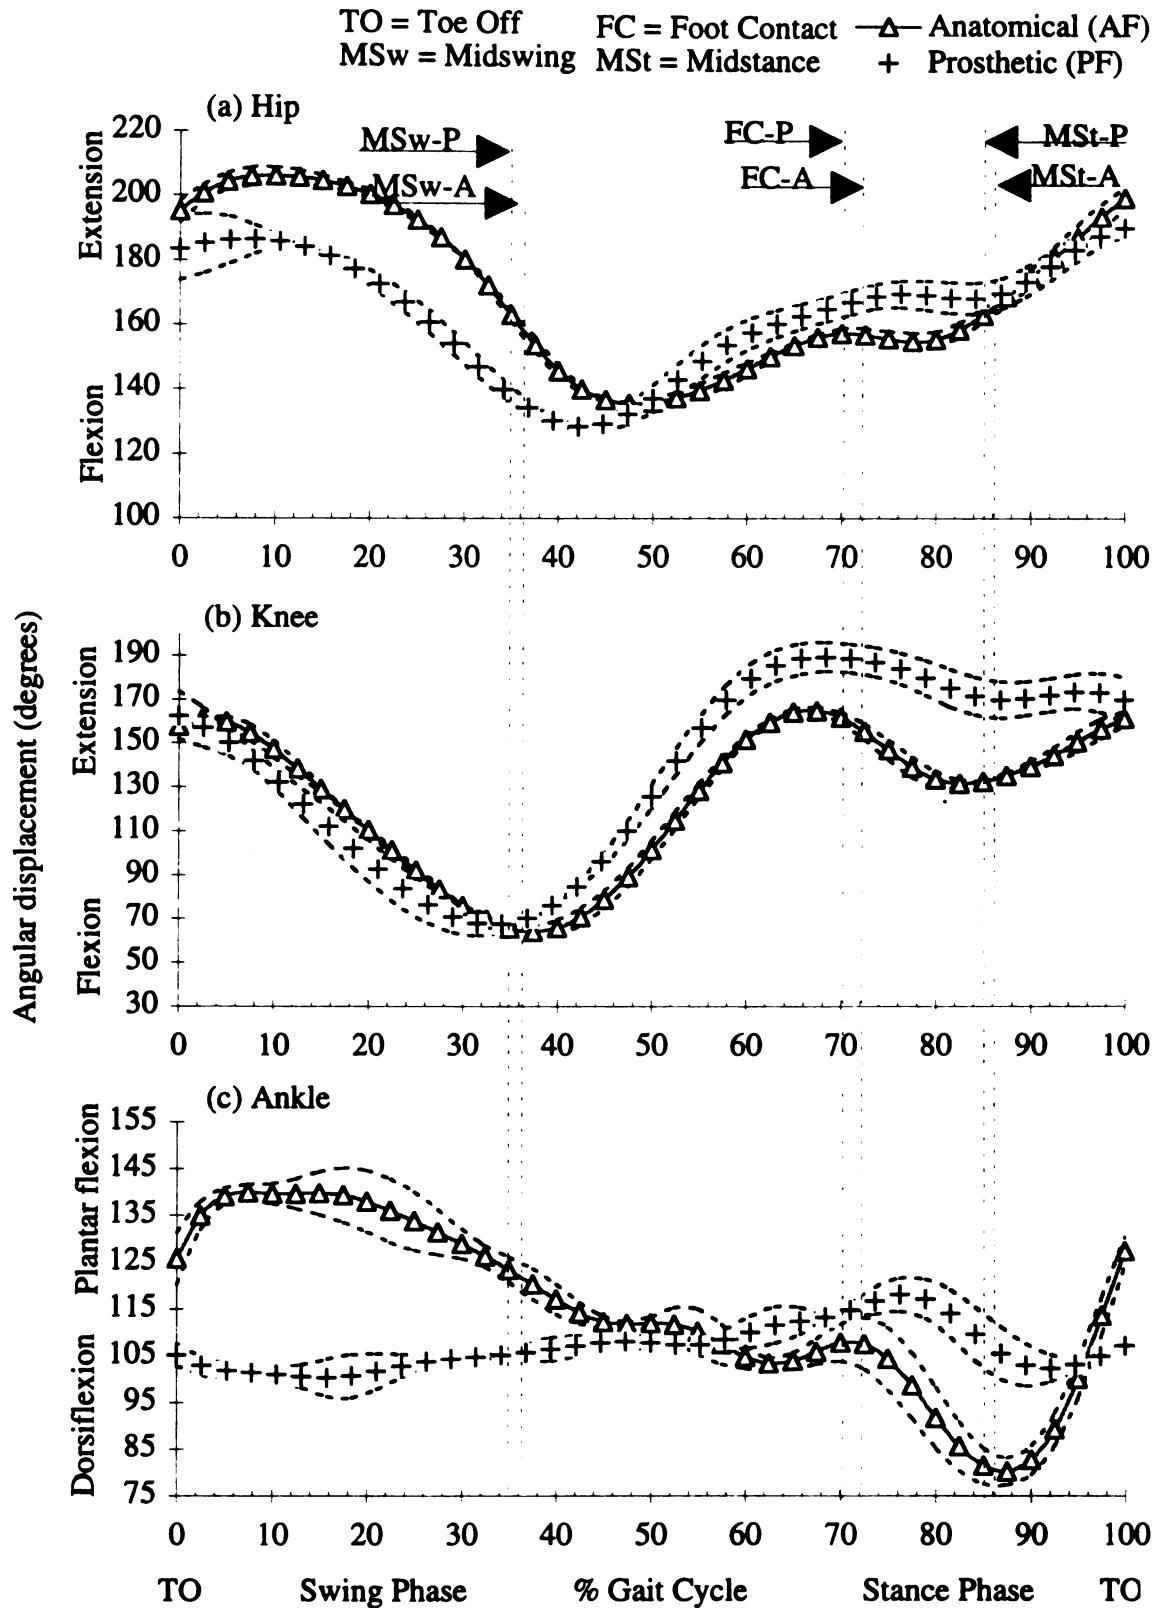 TO = Toe Off FC = Foot Contact Anatomical (AF)
MSw = Midswing MSt = Midstance + Prosthetic (PF)
(a) Hip
220
200
180
160
140
120
100
Extension
Flexion
MSw-P
MSw-A
FC-P
FC-A
MSt-P
MSt-A
0 10 20 30 40 50 60 70 80 90 100
Angular displacement (degrees)
(b) Knee
190
170
150
130
110
90
70
50
30
Extension
Flexion
0 10 20 30 40 50 60 70 80 90 100
(c) Ankle
155
145
135
125
115
105
95
85
75
Plantar flexion
Dorsiflexion
0 10 20 30 40 50 60 70 80 90 100
TO Swing Phase % Gait Cycle Stance Phase TO